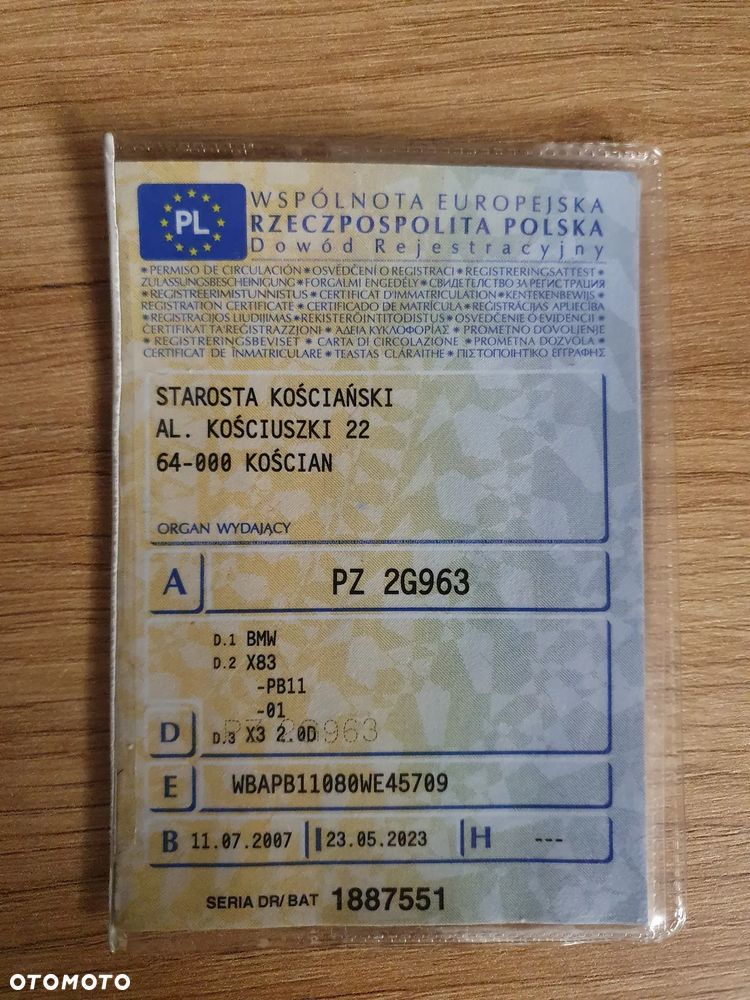 PL
WSPÓLNOTA EUROPEJSKA
RZECZPOSPOLITA POLSKA
Dowód Rejestracyjny
* PERMISO DE CIRCULACIÓN * OSVĚDČENÍ O REGISTRACI * REGISTRERINGSATTEST *
ZULASSUNGSBESCHEINIGUNG * FORGALMI ENGEDÉLY * СВИДЕТЕЛСТВО ЗА РЕГИСТРАЦИЯ
* REGISTREERIMISTUNNISTUS * CERTIFICAT D'IMMATRICULATION * KENTEKENBEWIJS *
REGISTRATION CERTIFICATE * CERTIFICADO DE MATRÍCULA * REĢISTRĀCIJAS APLIECĪBA
* REGISTRACIJOS LIUDIJIMAS * REKISTERÖINTITODISTUS * OSVEDČENIE O EVIDENCII *
CERTIFIKAT TA' REĠISTRAZZJONI * ΑΔΕΙΑ ΚΥΚΛΟΦΟΡΙΑΣ * PROMETNO DOVOLJENJE
* REGISTRERINGSBEVISET * CARTA DI CIRCOLAZIONE * PROMETNA DOZVOLA *
CERTIFICAT DE ÎNMATRICULARE * TEASTAS CLÁRAITHE * ΠΙΣΤΟΠΟΙΗΤΙΚΟ ΕΓΓΡΑΦΗΣ
STAROSTA KOŚCIAŃSKI
AL. KOŚCIUSZKI 22
64-000 KOŚCIAN
ORGAN WYDAJĄCY
A PZ 2G963
D.1 BMW
D.2 X83
-PB11
-01
PZ 2G963
D D.3 X3 2.0D
E WBAPB11080WE45709
B 11.07.2007 I 23.05.2023 H ---
SERIA DR/BAT 1887551
OTOMOTO